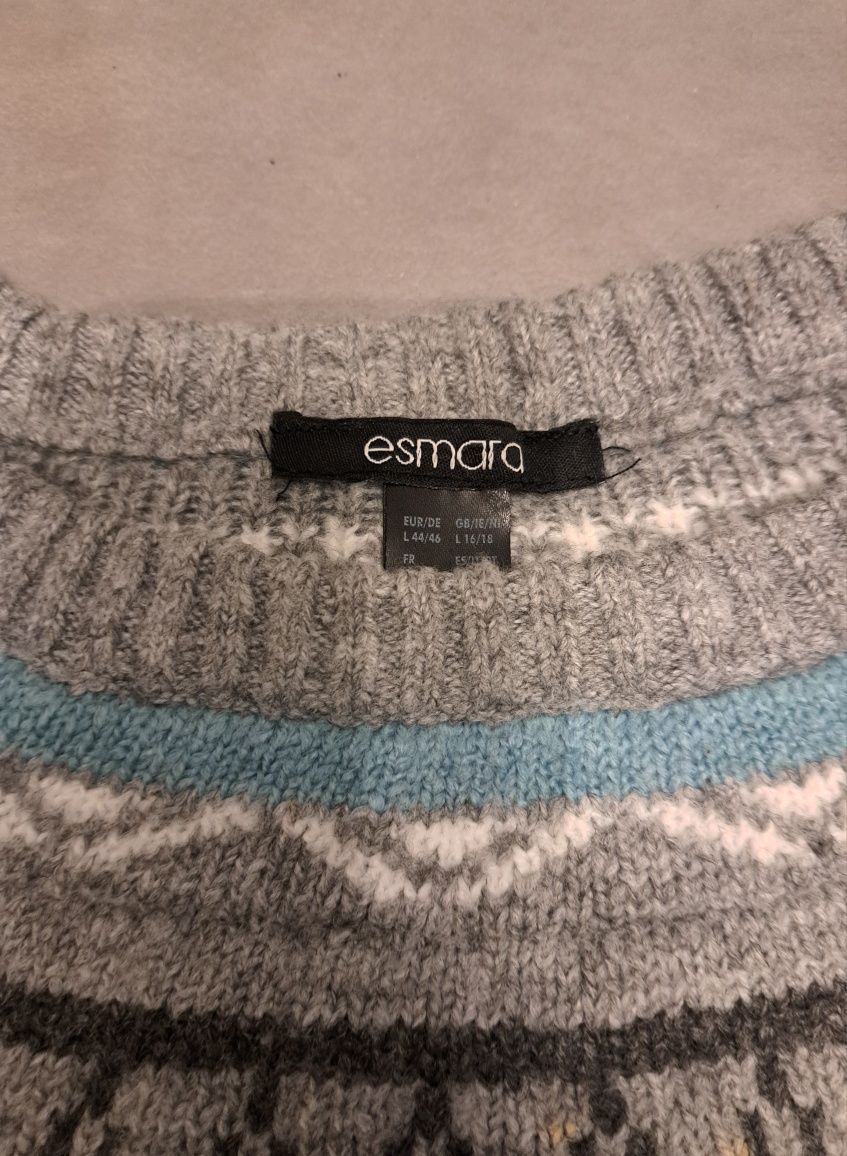 esmara
EUR/DE GB/IE/NI
L 44/46 L 16/18
FR